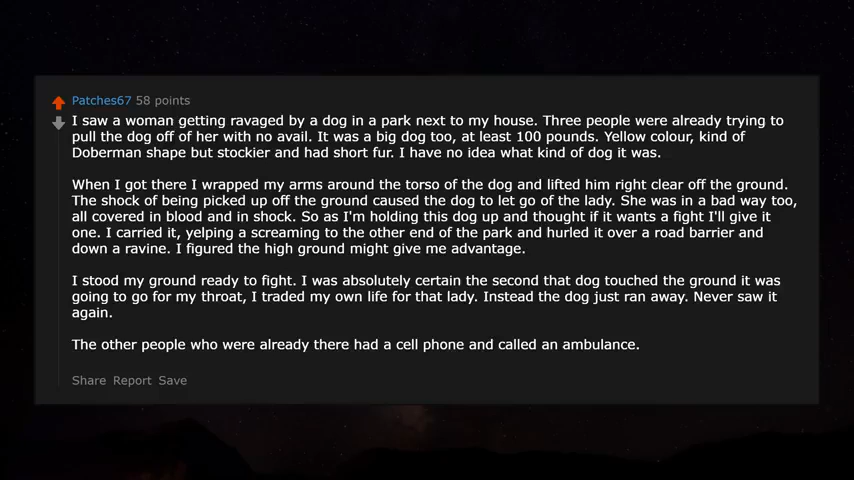 Patches67 58 points
I saw a woman getting ravaged by a dog in a park next to my house. Three people were already trying to
pull the dog off of her with no avail. It was a big dog too, at least 100 pounds. Yellow colour, kind of
Doberman shape but stockier and had short fur. I have no idea what kind of dog it was.
When I got there I wrapped my arms around the torso of the dog and lifted him right clear off the ground.
The shock of being picked up off the ground caused the dog to let go of the lady. She was in a bad way too,
all covered in blood and in shock. So as I'm holding this dog up and thought if it wants a fight I'll give it
one. I carried it, yelping a screaming to the other end of the park and hurled it over a road barrier and
down a ravine. I figured the high ground might give me advantage.
I stood my ground ready to fight. I was absolutely certain the second that dog touched the ground it was
going to go for my throat, I traded my own life for that lady. Instead the dog just ran away. Never saw it
again.
The other people who were already there had a cell phone and called an ambulance.
Share Report Save